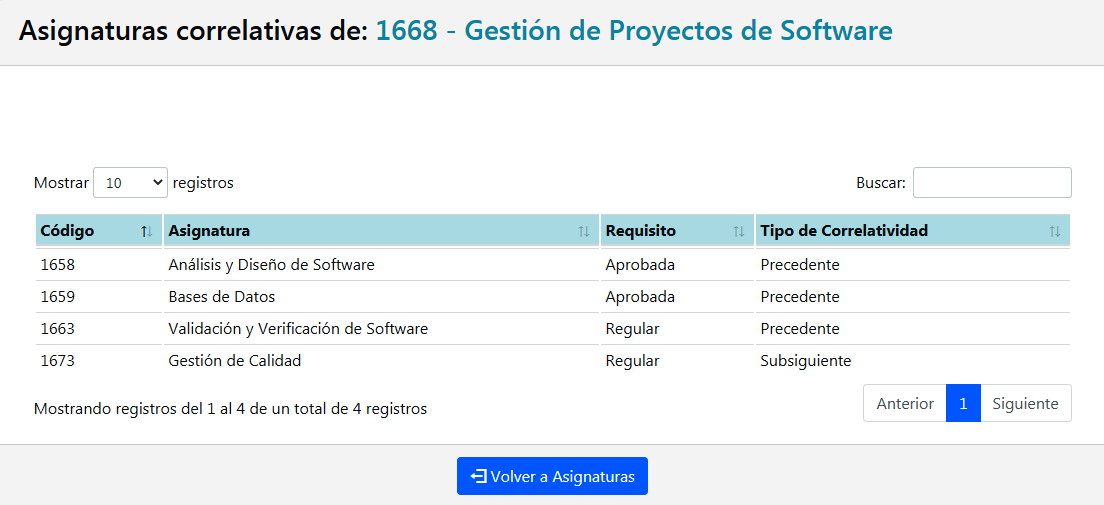 Asignaturas correlativas de: 1668 - Gestión de Proyectos de Software
Mostrar 10 registros Buscar:
Código Asignatura Requisito Tipo de Correlatividad
1658 Análisis y Diseño de Software Aprobada Precedente
1659 Bases de Datos Aprobada Precedente
1663 Validación y Verificación de Software Regular Precedente
1673 Gestión de Calidad Regular Subsiguiente
Mostrando registros del 1 al 4 de un total de 4 registros Anterior 1 Siguiente
Volver a Asignaturas